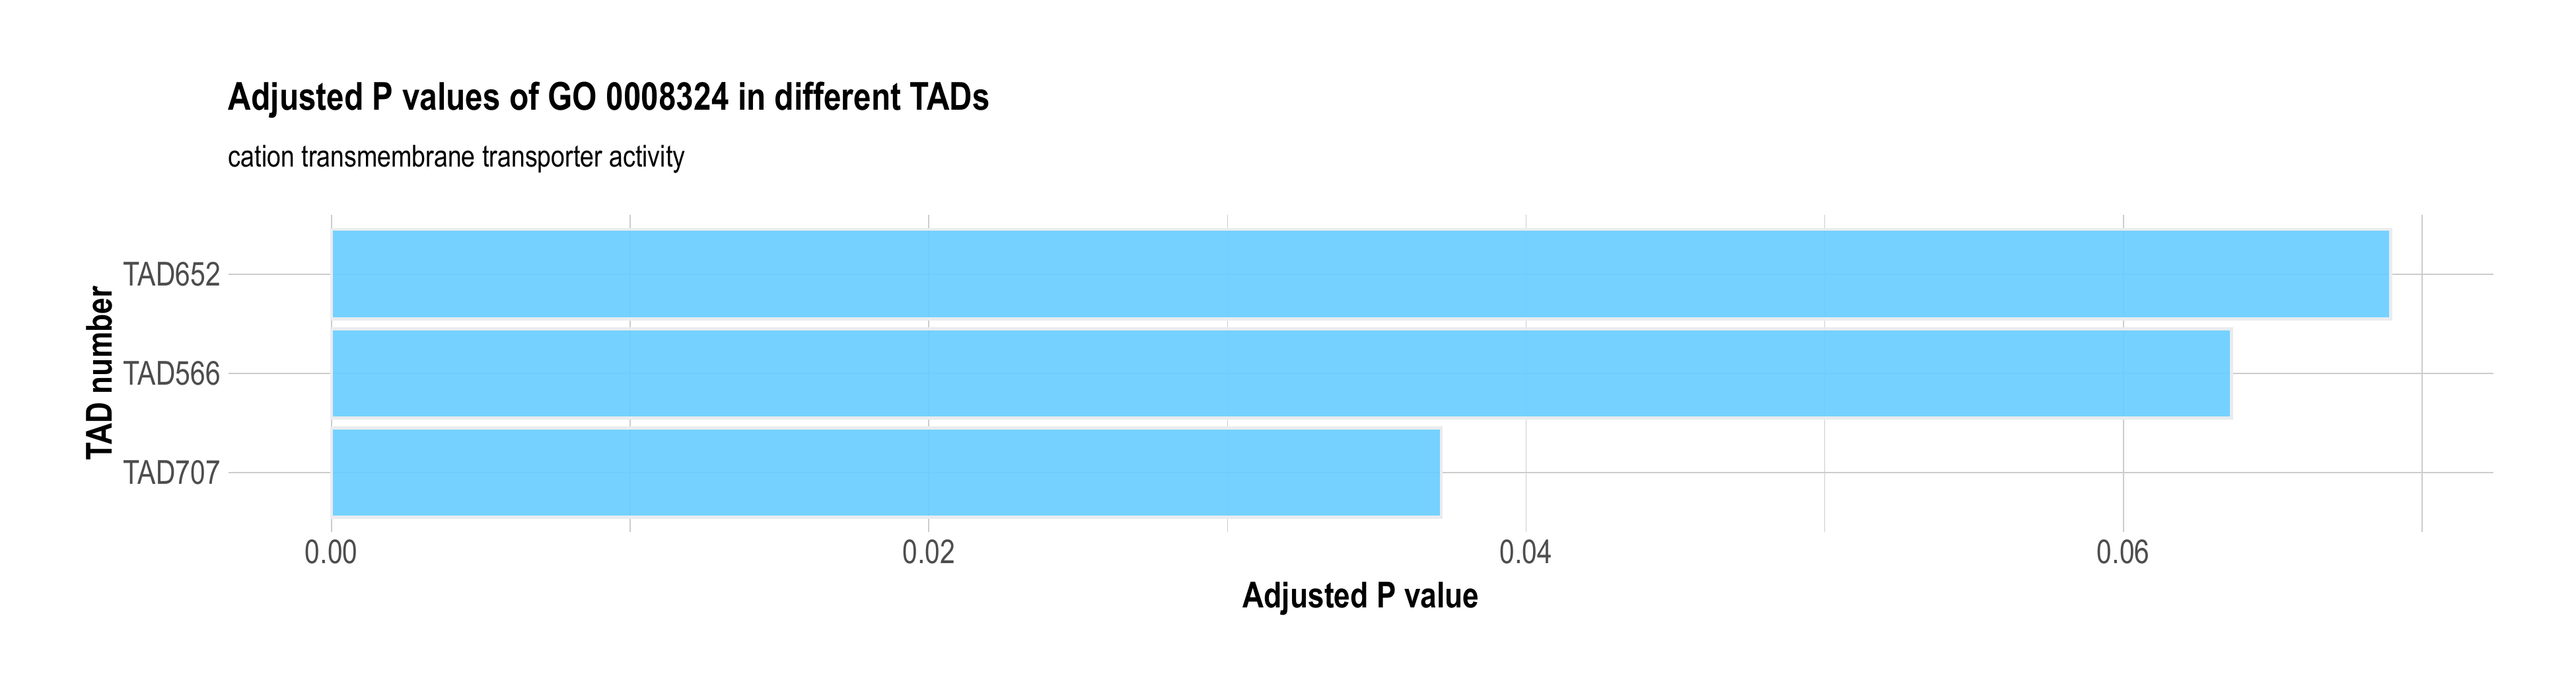 Adjusted P values of GO 0008324 in different TADs
cation transmembrane transporter activity
TAD number
TAD652
TAD566
TAD707
0.00 0.02 0.04 0.06
Adjusted P value